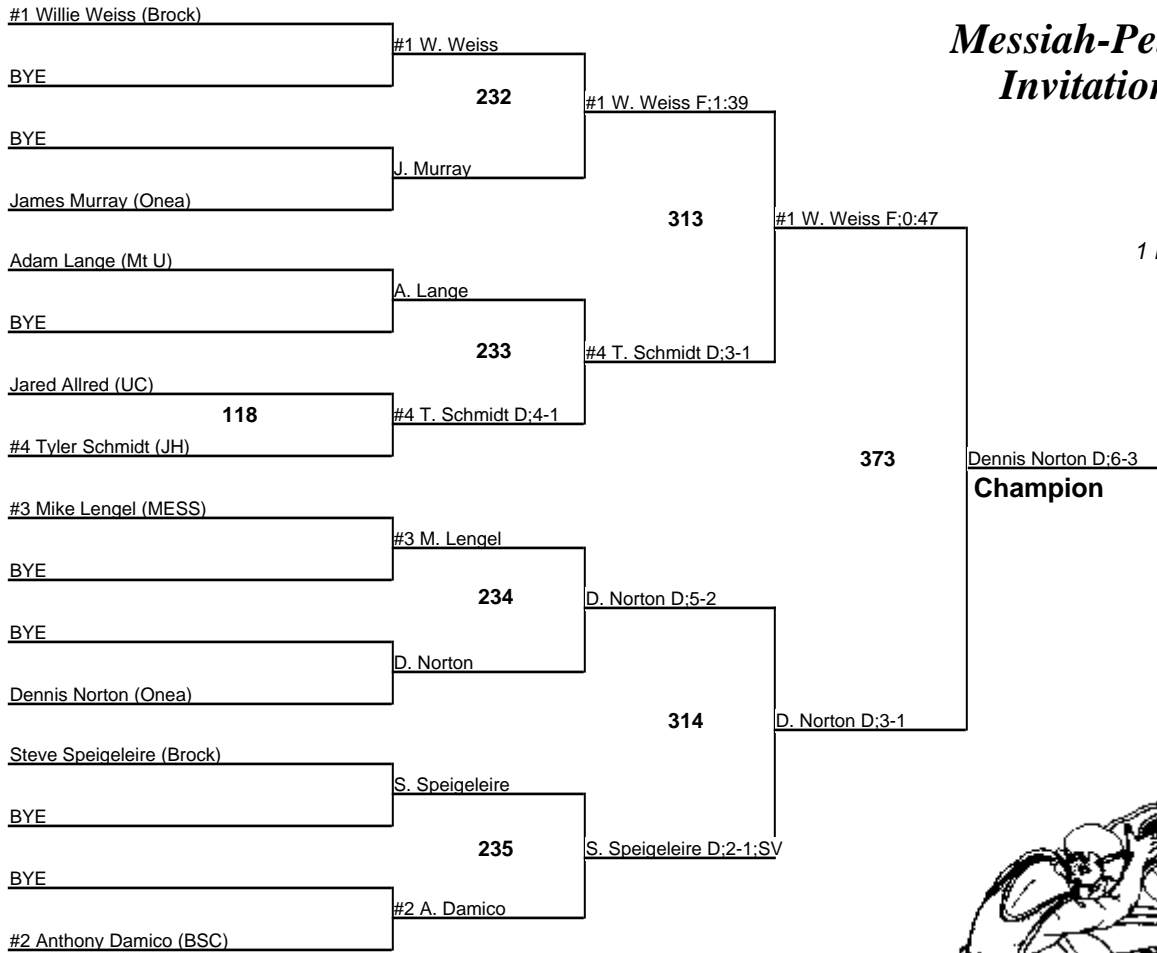 #1 Willie Weiss (Brock)
BYE
BYE
James Murray (Onea)
Adam Lange (Mt U)
BYE
Jared Allred (UC)
118
#4 Tyler Schmidt (JH)
#3 Mike Lengel (MESS)
BYE
BYE
Dennis Norton (Onea)
Steve Speigeleire (Brock)
BYE
BYE
#2 Anthony Damico (BSC)
#1 W. Weiss
232
J. Murray
A. Lange
233
#4 T. Schmidt D;4-1
#3 M. Lengel
234
D. Norton
S. Speigeleire
235
#2 A. Damico
#1 W. Weiss F;1:39
313
#4 T. Schmidt D;3-1
D. Norton D;5-2
314
S. Speigeleire D;2-1;SV
#1 W. Weiss F;0:47
373
D. Norton D;3-1
Dennis Norton D;6-3
Champion
Messiah-Pe
Invitation
1